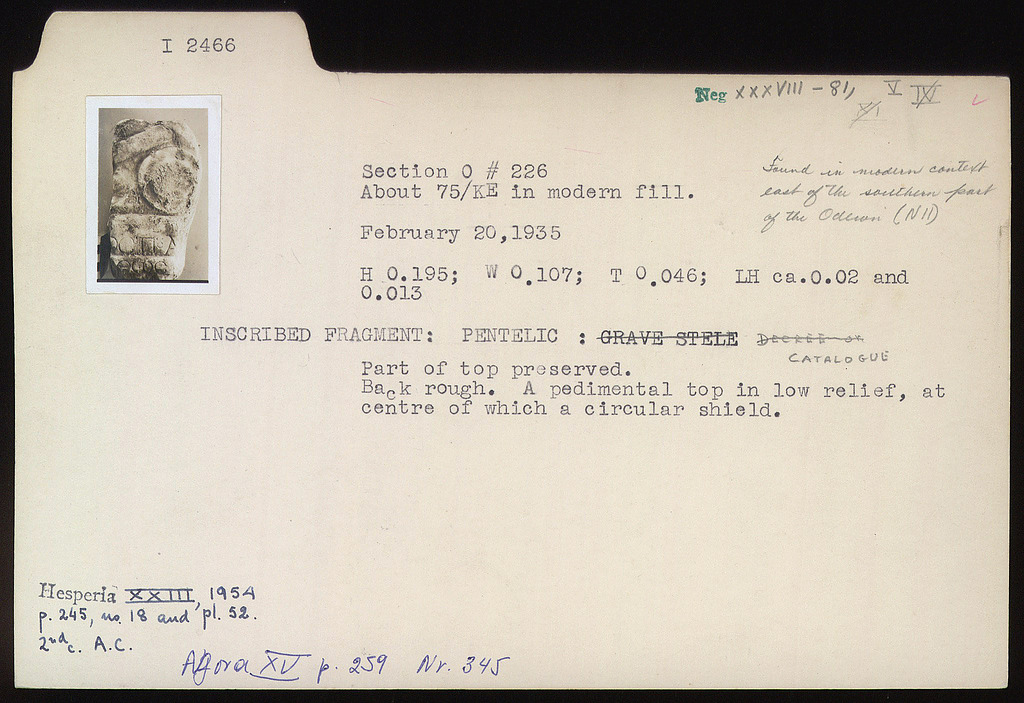 I 2466
Neg XXXVIII - 81, V IV
XI
Section O # 226
About 75/KE in modern fill.
Found in modern context
east of the southern part
of the Odeion (N11)
February 20,1935
H 0.195; W 0.107; T 0.046; LH ca.0.02 and
0.013
INSCRIBED FRAGMENT: PENTELIC : GRAVE STELE DECREE or
CATALOGUE
Part of top preserved.
Back rough. A pedimental top in low relief, at
centre of which a circular shield.
Hesperia XXIII, 1954
p. 245, no. 18 and pl. 52.
2nd c. A.C.
Agora XV p. 259 Nr. 345